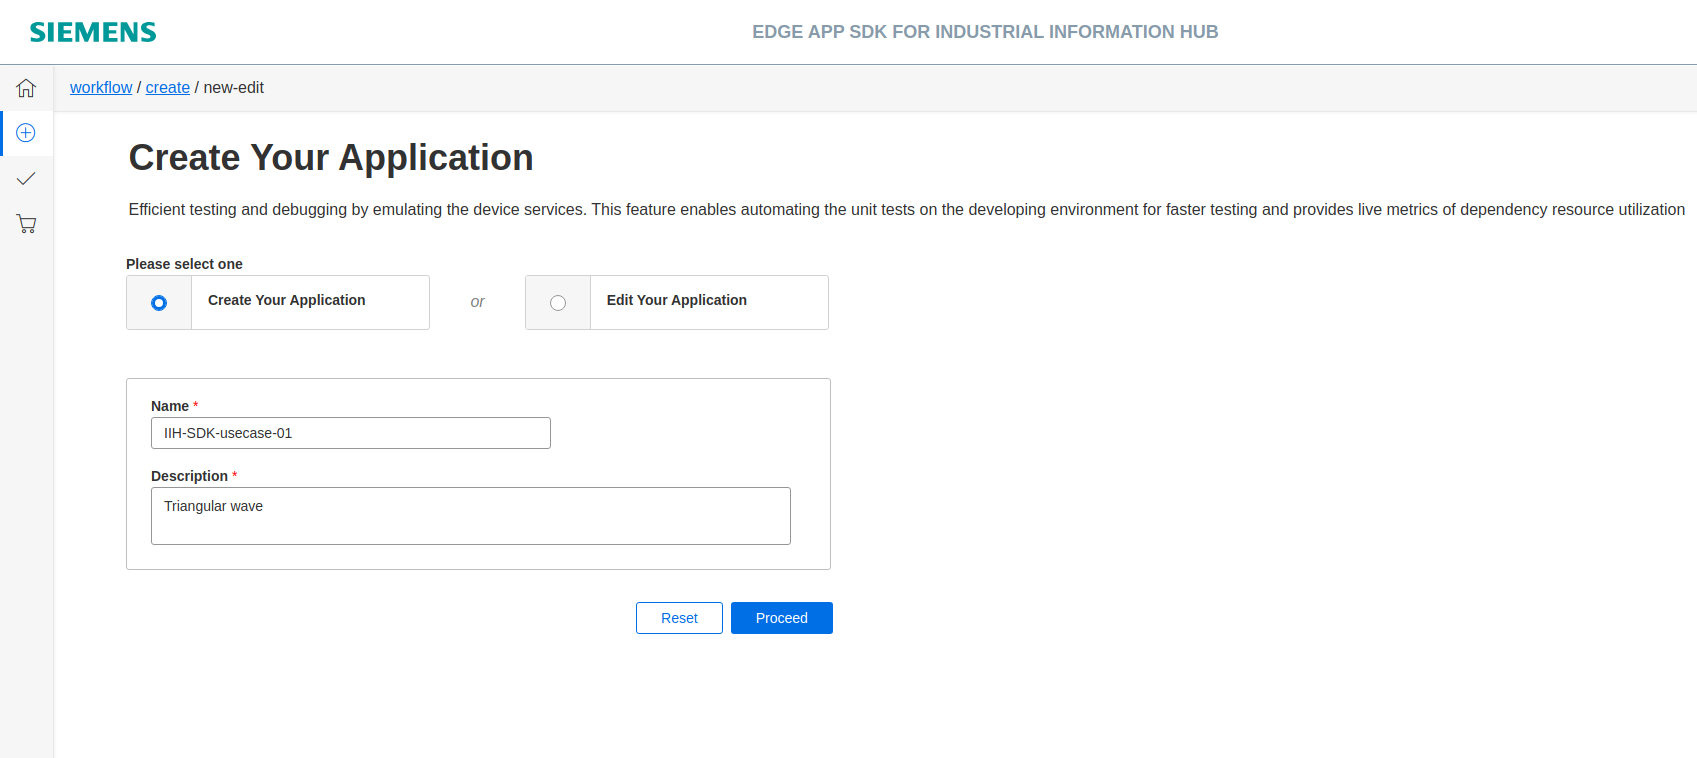 SIEMENS
EDGE APP SDK FOR INDUSTRIAL INFORMATION HUB
workflow / create / new-edit
Create Your Application
Efficient testing and debugging by emulating the device services. This feature enables automating the unit tests on the developing environment for faster testing and provides live metrics of dependency resource utilization
Please select one
Create Your Application
or
Edit Your Application
Name *
IIH-SDK-usecase-01
Description *
Triangular wave
Reset
Proceed